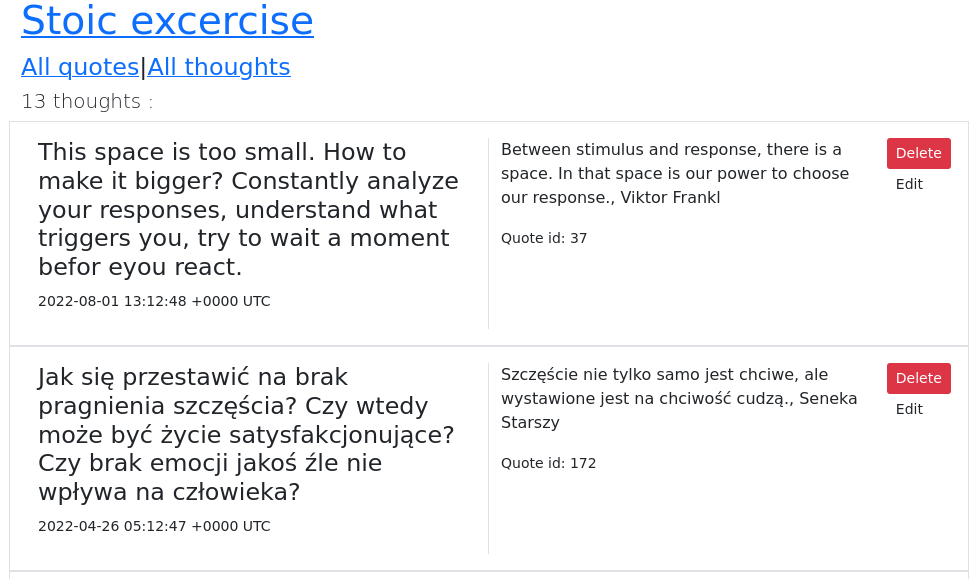 Stoic excercise
All quotes|All thoughts
13 thoughts :
This space is too small. How to
make it bigger? Constantly analyze
your responses, understand what
triggers you, try to wait a moment
befor eyou react.
2022-08-01 13:12:48 +0000 UTC
Between stimulus and response, there is a
space. In that space is our power to choose
our response., Viktor Frankl
Quote id: 37
Delete
Edit
Jak się przestawić na brak
pragnienia szczęścia? Czy wtedy
może być życie satysfakcjonujące?
Czy brak emocji jakoś źle nie
wpływa na człowieka?
2022-04-26 05:12:47 +0000 UTC
Szczęście nie tylko samo jest chciwe, ale
wystawione jest na chciwość cudzą., Seneka
Starszy
Quote id: 172
Delete
Edit